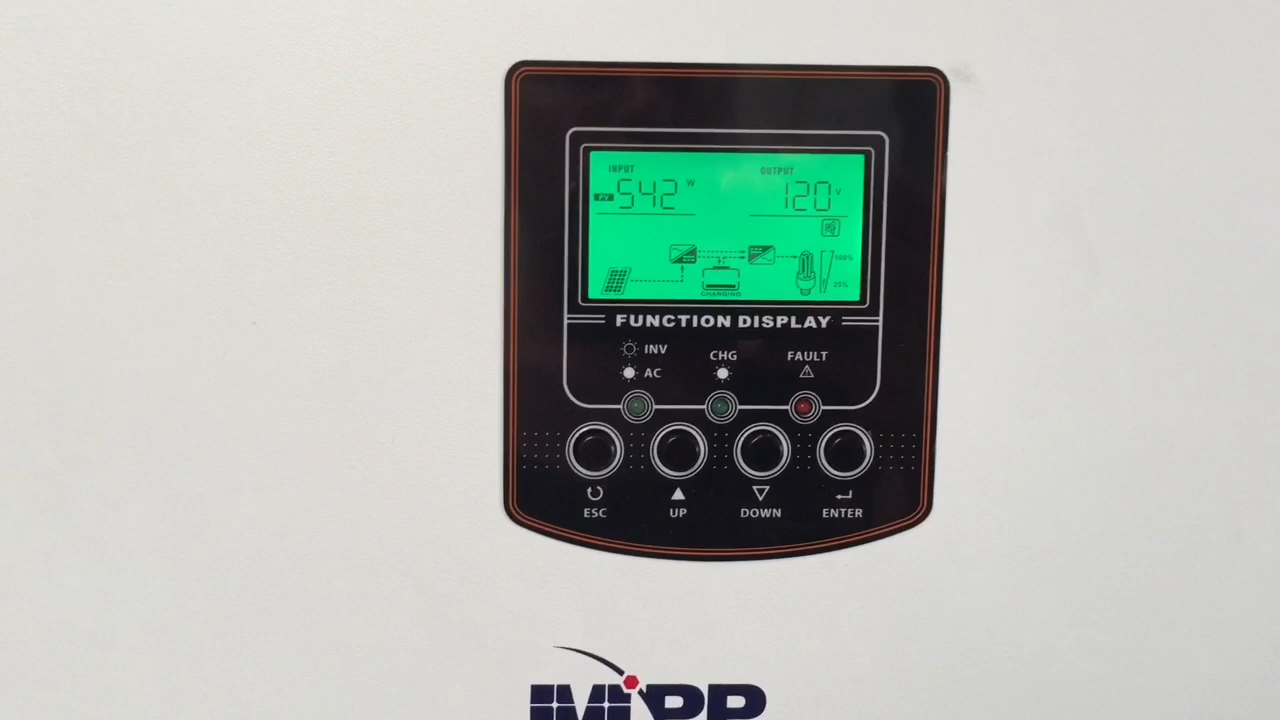 INPUT
OUTPUT
PV 542 W
120 V
100%
25%
CHARGING
FUNCTION DISPLAY
INV
AC
CHG
FAULT
ESC
UP
DOWN
ENTER